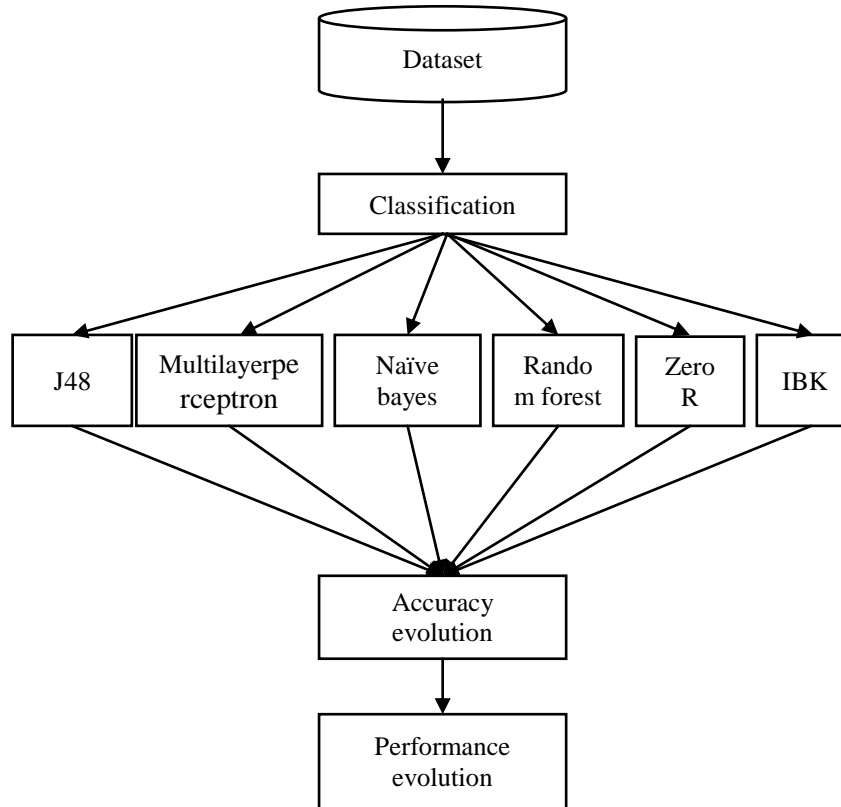 Dataset
Classification
J48
Multilayerpe
rceptron
Naïve
bayes
Rando
m forest
Zero
R
IBK
Accuracy
evolution
Performance
evolution